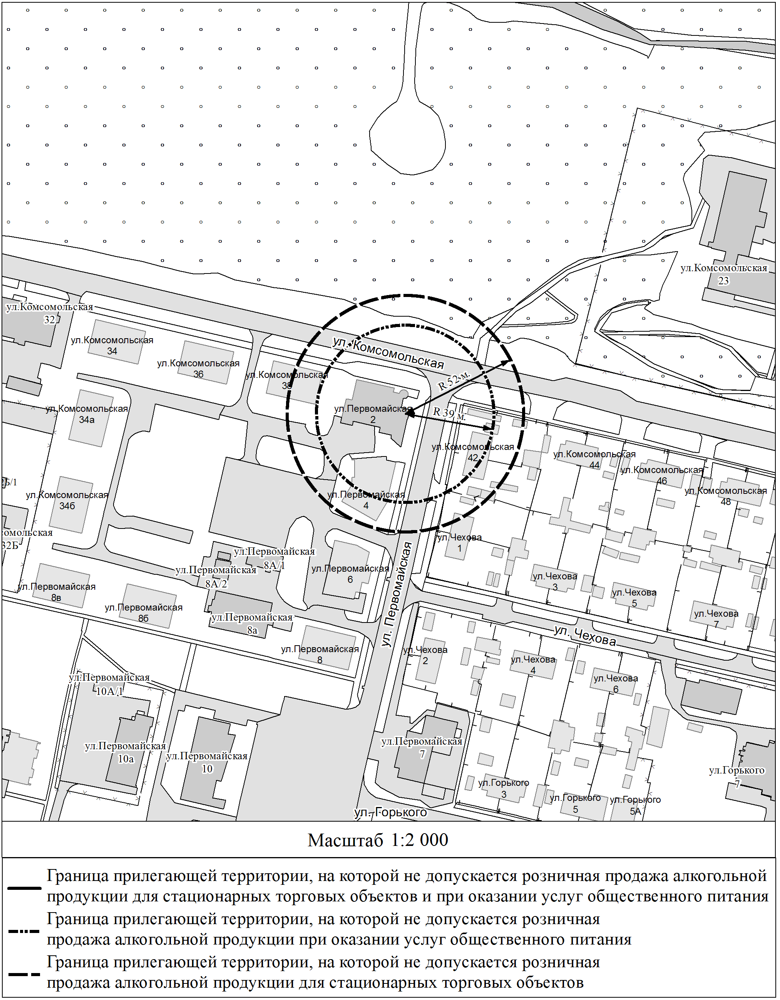 ул.Комсомольская
23
ул.Комсомольская
32
ул.Комсомольская
34
ул.Комсомольская
36
ул.Комсомольская
38
ул. Комсомольская
R 52 м.
R 39 м.
ул.Первомайская
2
ул.Комсомольская
34а
ул.Комсомольская
42
ул.Комсомольская
44
ул.Комсомольская
46
ул.Комсомольская
48
2Б/1
ул.Комсомольская
34б
ул.Первомайская
4
омольская
32Б
ул.Чехова
1
ул.Первомайская
8А/1
ул.Первомайская
8А/2
ул.Первомайская
6
ул. Первомайская
ул.Чехова
3
ул.Чехова
5
ул.Чехова
7
ул.Первомайская
8в
ул.Первомайская
8б
ул.Первомайская
8а
ул. Чехова
ул.Первомайская
8
ул.Чехова
2
ул.Чехова
4
ул.Чехова
6
ул.Первомайская
10А/1
ул.Первомайская
10а
ул.Первомайская
10
ул.Первомайская
7
ул.Горького
7
ул.Горького
3
ул.Горького
5
ул.Горького
5А
ул. Горького
Масштаб 1:2 000
Граница прилегающей территории, на которой не допускается розничная продажа алкогольной
продукции для стационарных торговых объектов и при оказании услуг общественного питания
Граница прилегающей территории, на которой не допускается розничная
продажа алкогольной продукции при оказании услуг общественного питания
Граница прилегающей территории, на которой не допускается розничная
продажа алкогольной продукции для стационарных торговых объектов